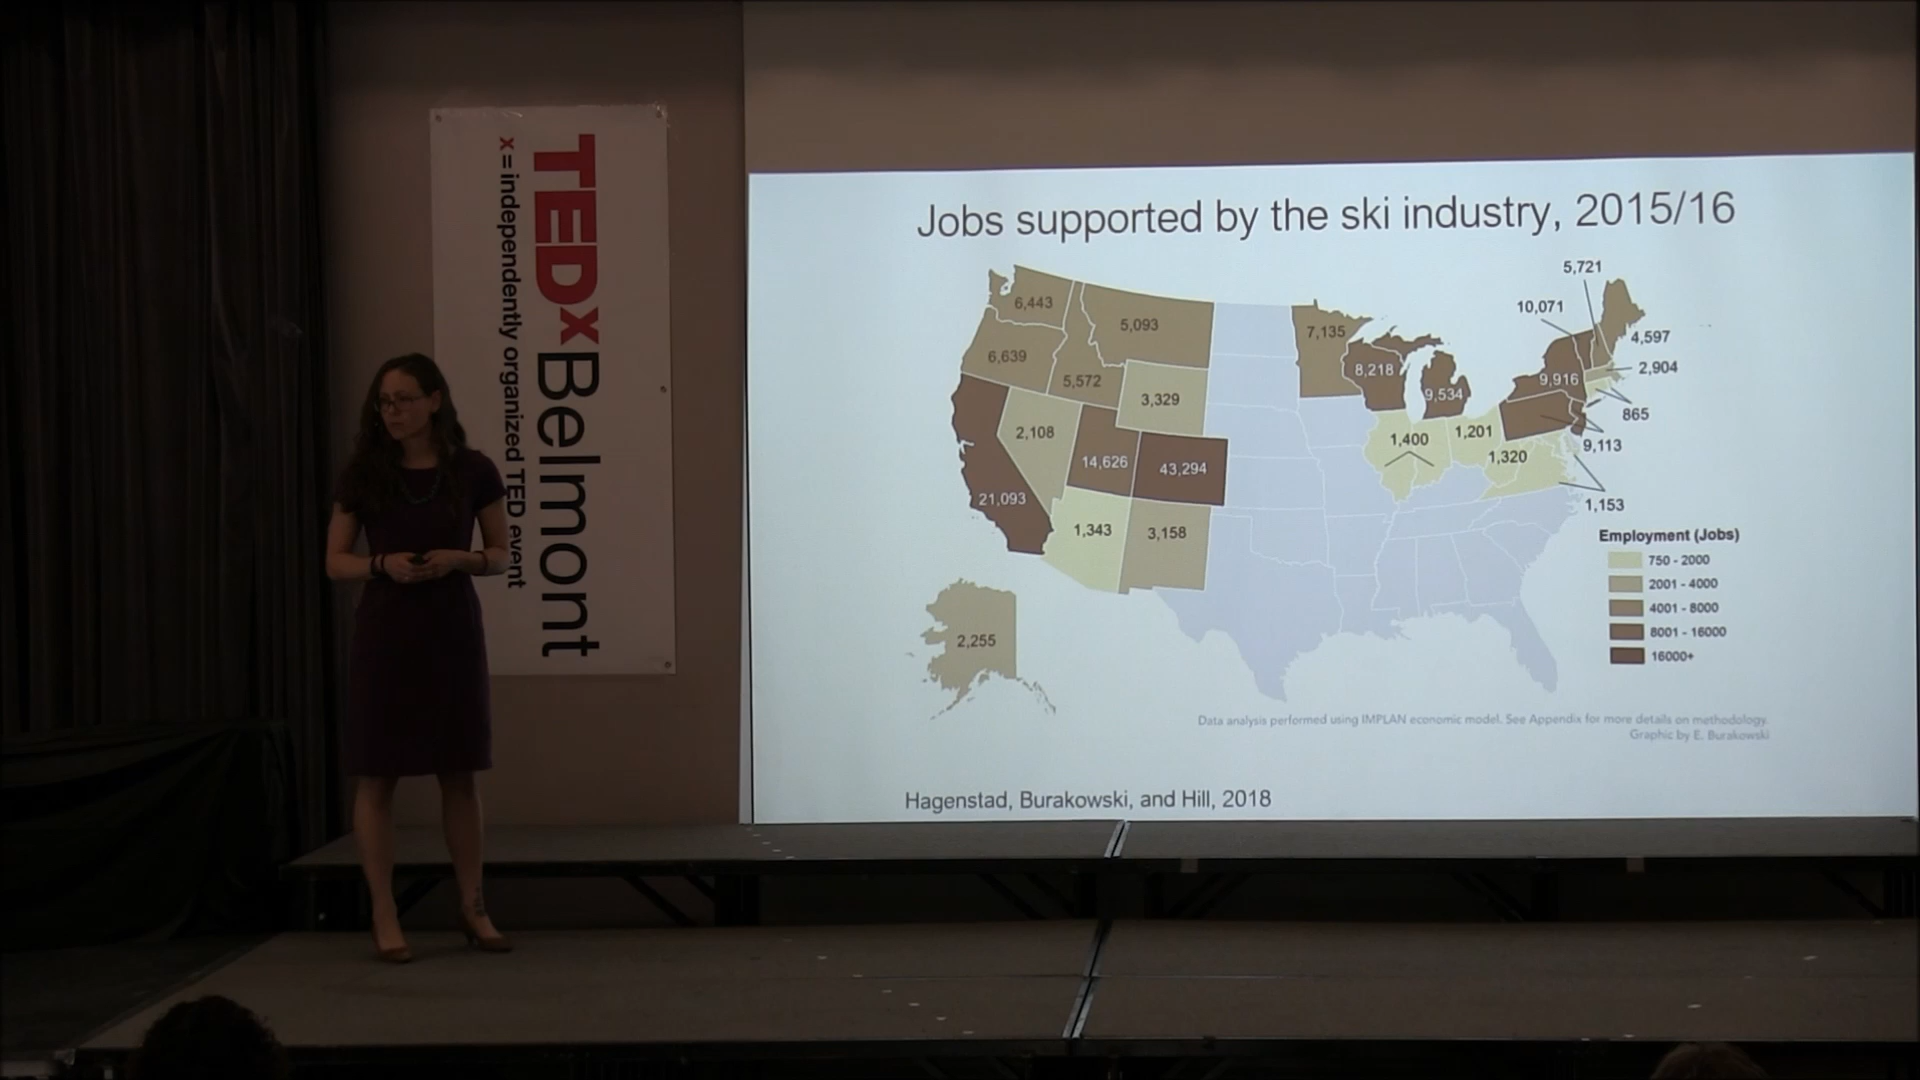 TEDxBelmont
x = independently organized TED event
Jobs supported by the ski industry, 2015/16
5,721
10,071
6,443
5,093
7,135
4,597
6,639
5,572
8,218
9,916
2,904
3,329
9,534
865
2,108
1,400
1,201
9,113
14,626
43,294
1,320
21,093
1,153
1,343
3,158
2,255
Employment (Jobs)
750 - 2000
2001 - 4000
4001 - 8000
8001 - 16000
16000+
Data analysis performed using IMPLAN economic model. See Appendix for more details on methodology.
Graphic by E. Burakowski
Hagenstad, Burakowski, and Hill, 2018